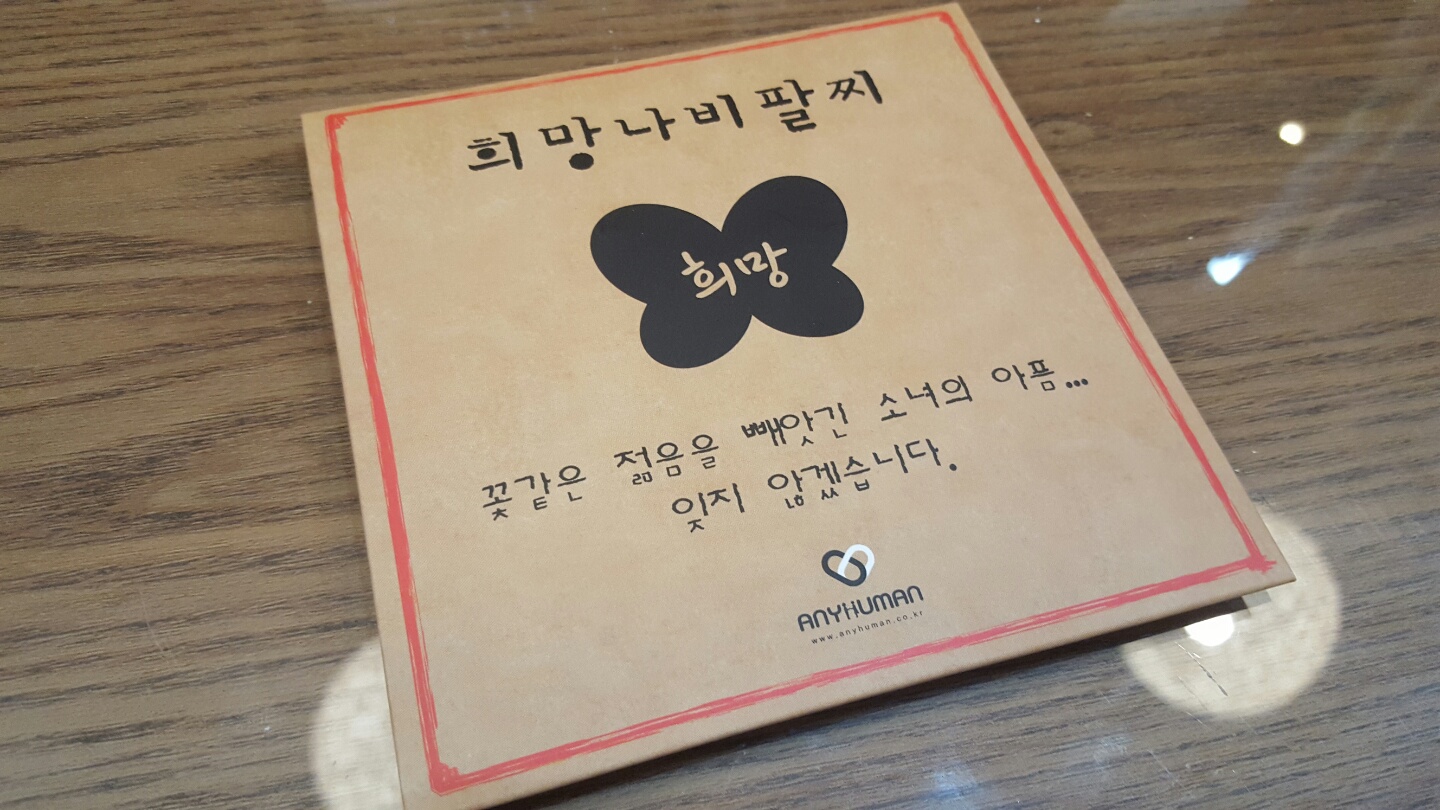 희망나비팔찌
희망
꽃같은 젊음을 빼앗긴 소녀의 아픔...
잊지 않겠습니다.
ANYHUMAN
www.anyhuman.co.kr